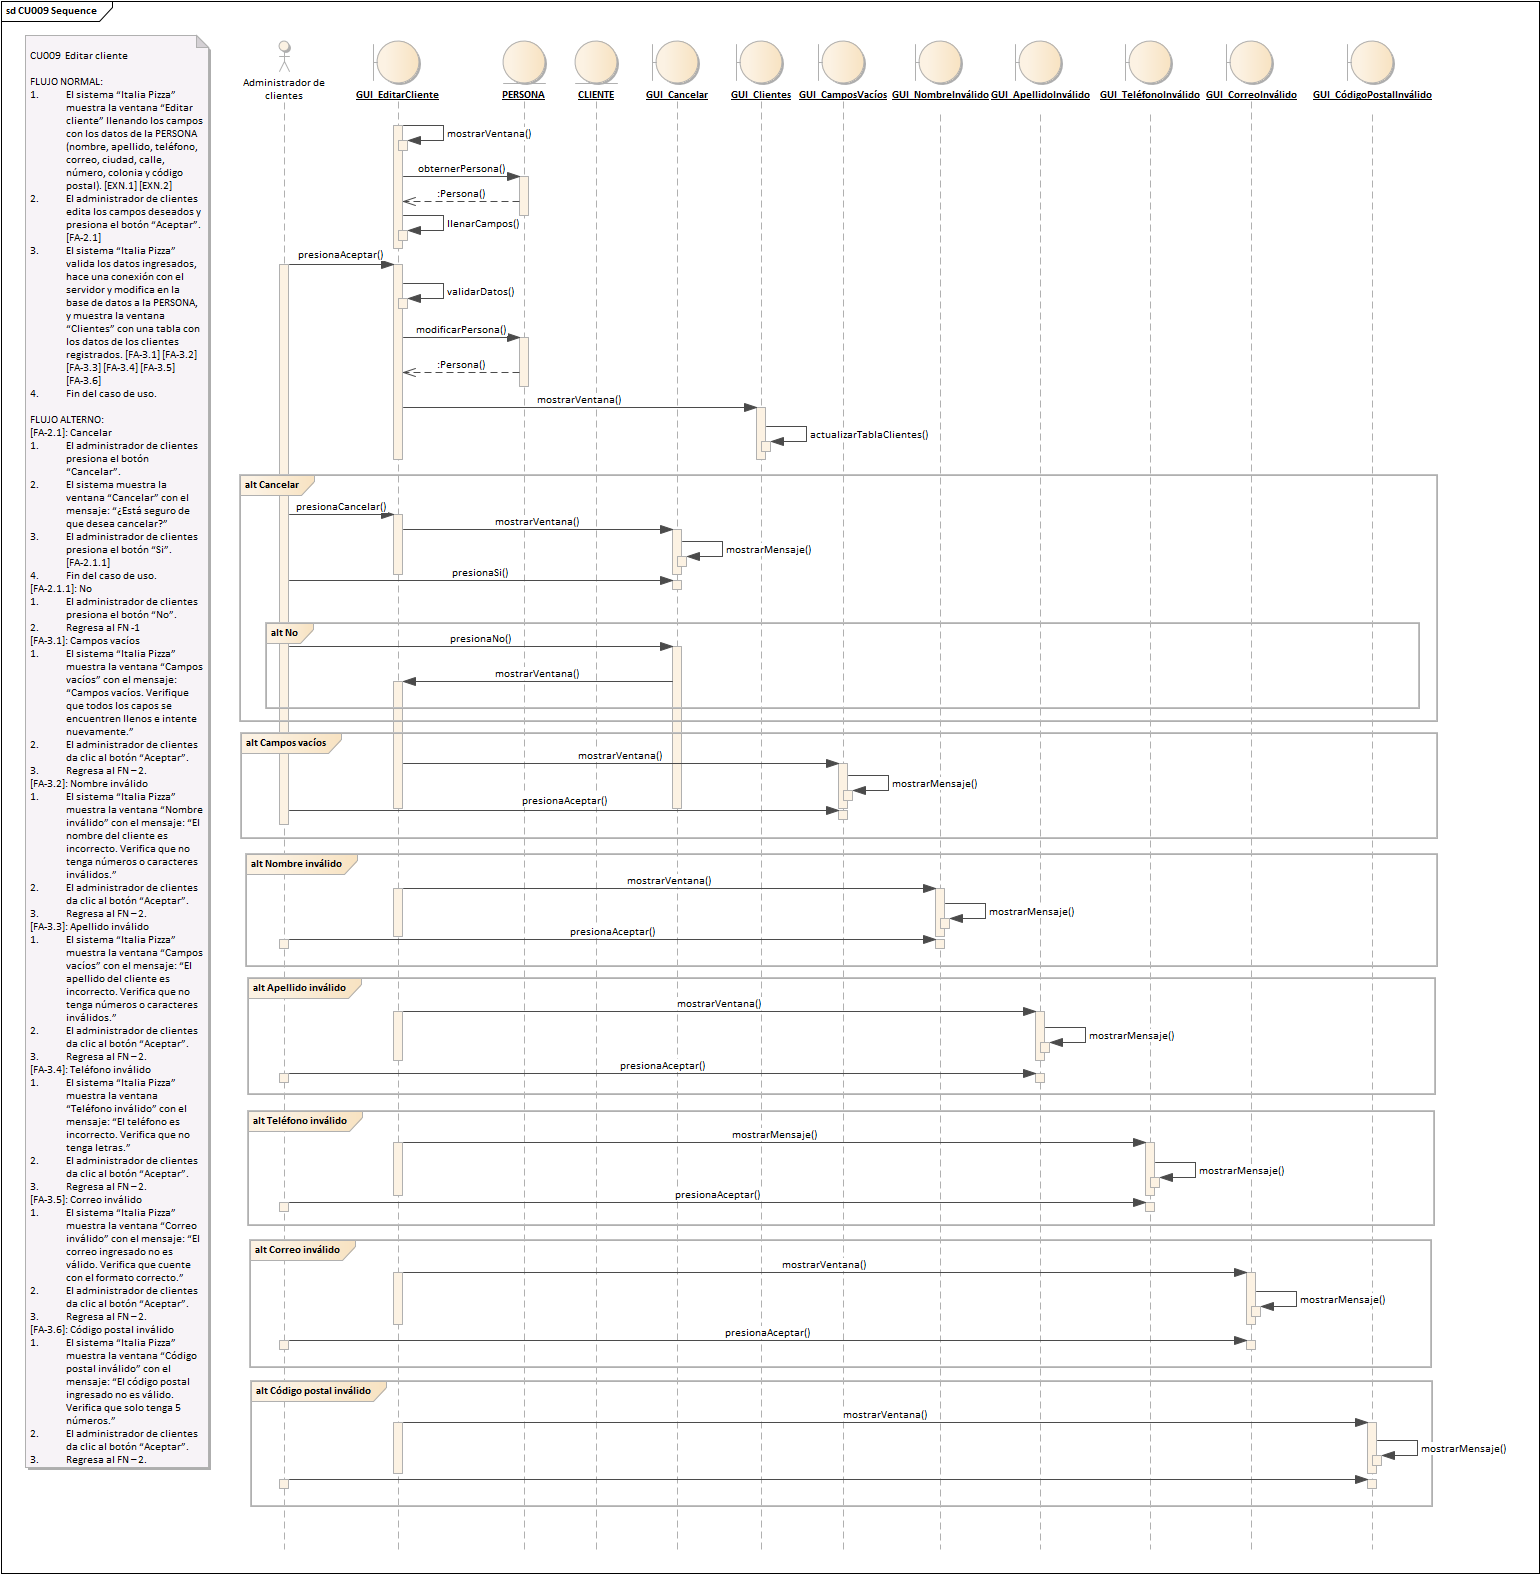 sd CU009 Sequence
CU009 Editar cliente
FLUJO NORMAL:
1. El sistema “Italia Pizza”
muestra la ventana “Editar
cliente” llenando los campos
con los datos de la PERSONA
(nombre, apellido, teléfono,
correo, ciudad, calle,
número, colonia y código
postal). [EXN.1] [EXN.2]
2. El administrador de clientes
edita los campos deseados y
presiona el botón “Aceptar”.
[FA-2.1]
3. El sistema “Italia Pizza”
valida los datos ingresados,
hace una conexión con el
servidor y modifica en la
base de datos a la PERSONA,
y muestra la ventana
“Clientes” con una tabla con
los datos de los clientes
registrados. [FA-3.1] [FA-3.2]
[FA-3.3] [FA-3.4] [FA-3.5]
[FA-3.6]
4. Fin del caso de uso.
FLUJO ALTERNO:
[FA-2.1]: Cancelar
1. El administrador de clientes
presiona el botón
“Cancelar”.
2. El sistema muestra la
ventana “Cancelar” con el
mensaje: “¿Está seguro de
que desea cancelar?”
3. El administrador de clientes
presiona el botón “Si”.
[FA-2.1.1]
4. Fin del caso de uso.
[FA-2.1.1]: No
1. El administrador de clientes
presiona el botón “No”.
2. Regresa al FN -1
[FA-3.1]: Campos vacíos
1. El sistema “Italia Pizza”
muestra la ventana “Campos
vacíos” con el mensaje:
“Campos vacíos. Verifique
que todos los capos se
encuentren llenos e intente
nuevamente.”
2. El administrador de clientes
da clic al botón “Aceptar”.
3. Regresa al FN – 2.
[FA-3.2]: Nombre inválido
1. El sistema “Italia Pizza”
muestra la ventana “Nombre
inválido” con el mensaje: “El
nombre del cliente es
incorrecto. Verifica que no
tenga números o caracteres
inválidos.”
2. El administrador de clientes
da clic al botón “Aceptar”.
3. Regresa al FN – 2.
[FA-3.3]: Apellido inválido
1. El sistema “Italia Pizza”
muestra la ventana “Campos
vacíos” con el mensaje: “El
apellido del cliente es
incorrecto. Verifica que no
tenga números o caracteres
inválidos.”
2. El administrador de clientes
da clic al botón “Aceptar”.
3. Regresa al FN – 2.
[FA-3.4]: Teléfono inválido
1. El sistema “Italia Pizza”
muestra la ventana
“Teléfono inválido” con el
mensaje: “El teléfono es
incorrecto. Verifica que no
tenga letras.”
2. El administrador de clientes
da clic al botón “Aceptar”.
3. Regresa al FN – 2.
[FA-3.5]: Correo inválido
1. El sistema “Italia Pizza”
muestra la ventana “Correo
inválido” con el mensaje: “El
correo ingresado no es
válido. Verifica que cuente
con el formato correcto.”
2. El administrador de clientes
da clic al botón “Aceptar”.
3. Regresa al FN – 2.
[FA-3.6]: Código postal inválido
1. El sistema “Italia Pizza”
muestra la ventana “Código
postal inválido” con el
mensaje: “El código postal
ingresado no es válido.
Verifica que solo tenga 5
números.”
2. El administrador de clientes
da clic al botón “Aceptar”.
3. Regresa al FN – 2.
Administrador de
clientes
GUI_EditarCliente
PERSONA
CLIENTE
GUI_Cancelar
GUI_Clientes
GUI_CamposVacíos
GUI_NombreInválido
GUI_ApellidoInválido
GUI_TeléfonoInválido
GUI_CorreoInválido
GUI_CódigoPostalInválido
mostrarVentana()
obternerPersona()
:Persona()
llenarCampos()
presionaAceptar()
validarDatos()
modificarPersona()
:Persona()
mostrarVentana()
actualizarTablaClientes()
alt Cancelar
presionaCancelar()
mostrarVentana()
mostrarMensaje()
presionaSi()
alt No
presionaNo()
mostrarVentana()
alt Campos vacíos
mostrarVentana()
mostrarMensaje()
presionaAceptar()
alt Nombre inválido
mostrarVentana()
mostrarMensaje()
presionaAceptar()
alt Apellido inválido
mostrarVentana()
mostrarMensaje()
presionaAceptar()
alt Teléfono inválido
mostrarMensaje()
mostrarMensaje()
presionaAceptar()
alt Correo inválido
mostrarVentana()
mostrarMensaje()
presionaAceptar()
alt Código postal inválido
mostrarVentana()
mostrarMensaje()